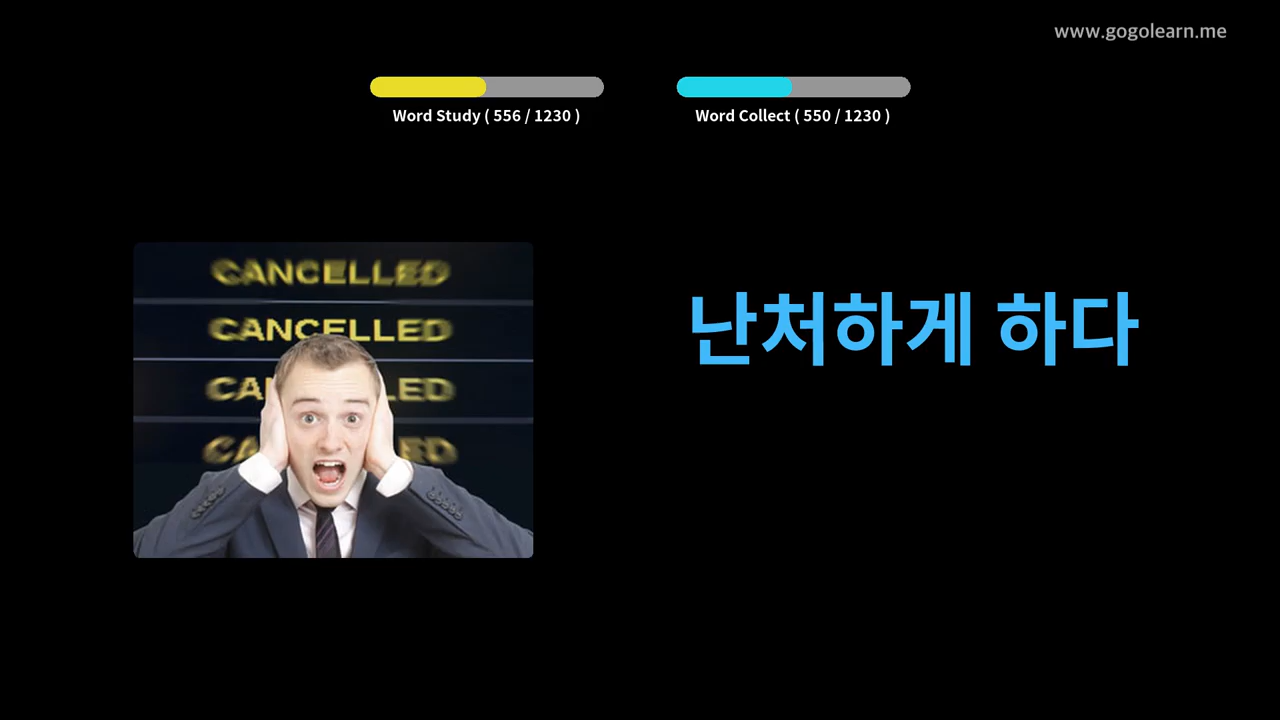 www.gogolearn.me
Word Study ( 556 / 1230 )
Word Collect ( 550 / 1230 )
CANCELLED
CANCELLED
난처하게 하다